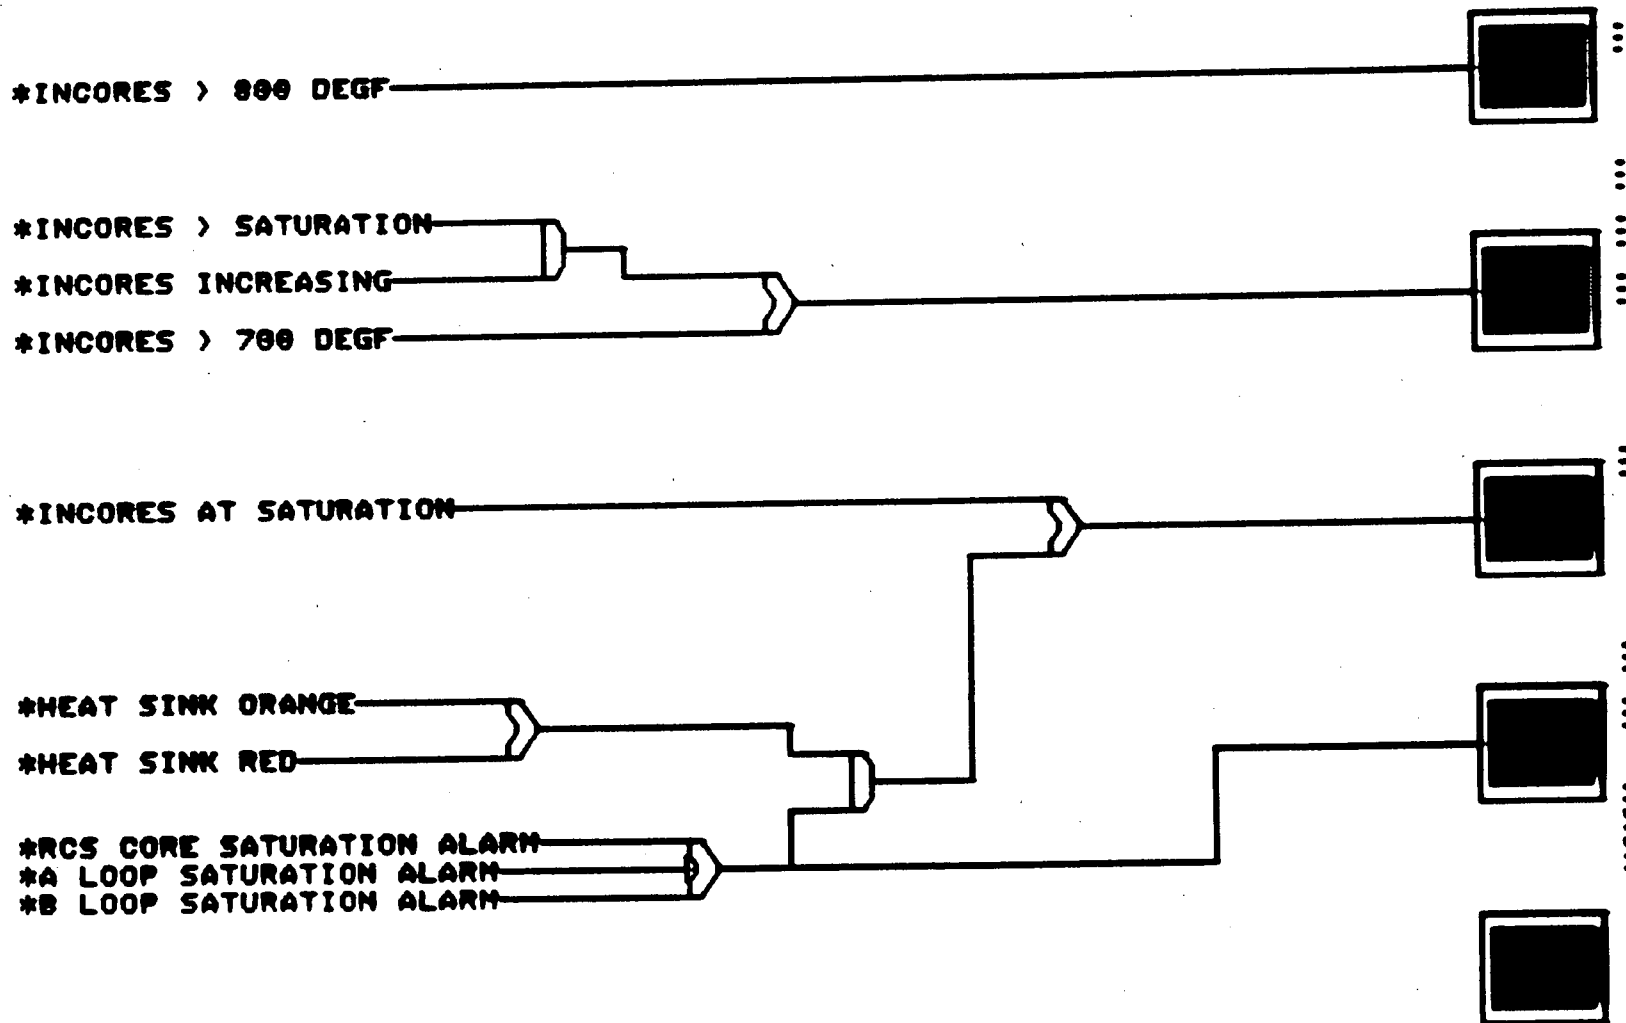 *INCORES > 800 DEGF
*INCORES > SATURATION
*INCORES INCREASING
*INCORES > 700 DEGF
*INCORES AT SATURATION
*HEAT SINK ORANGE
*HEAT SINK RED
*RCS CORE SATURATION ALARM
*A LOOP SATURATION ALARM
*B LOOP SATURATION ALARM